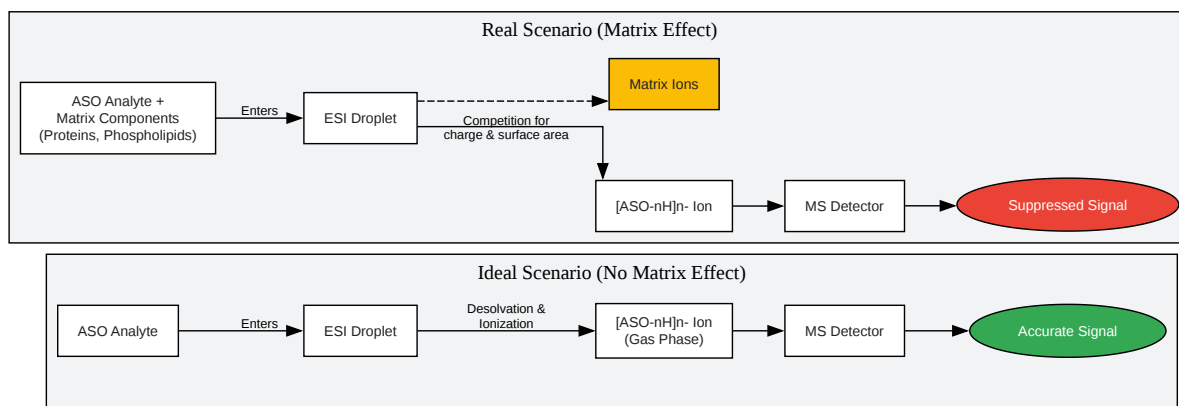 Real Scenario (Matrix Effect)
Matrix Ions
ASO Analyte +
Matrix Components
(Proteins, Phospholipids)
Enters
ESI Droplet
Competition for
charge & surface area
[ASO-nH]n- Ion
MS Detector
Suppressed Signal
Ideal Scenario (No Matrix Effect)
ASO Analyte
Enters
ESI Droplet
Desolvation &
Ionization
[ASO-nH]n- Ion
(Gas Phase)
MS Detector
Accurate Signal